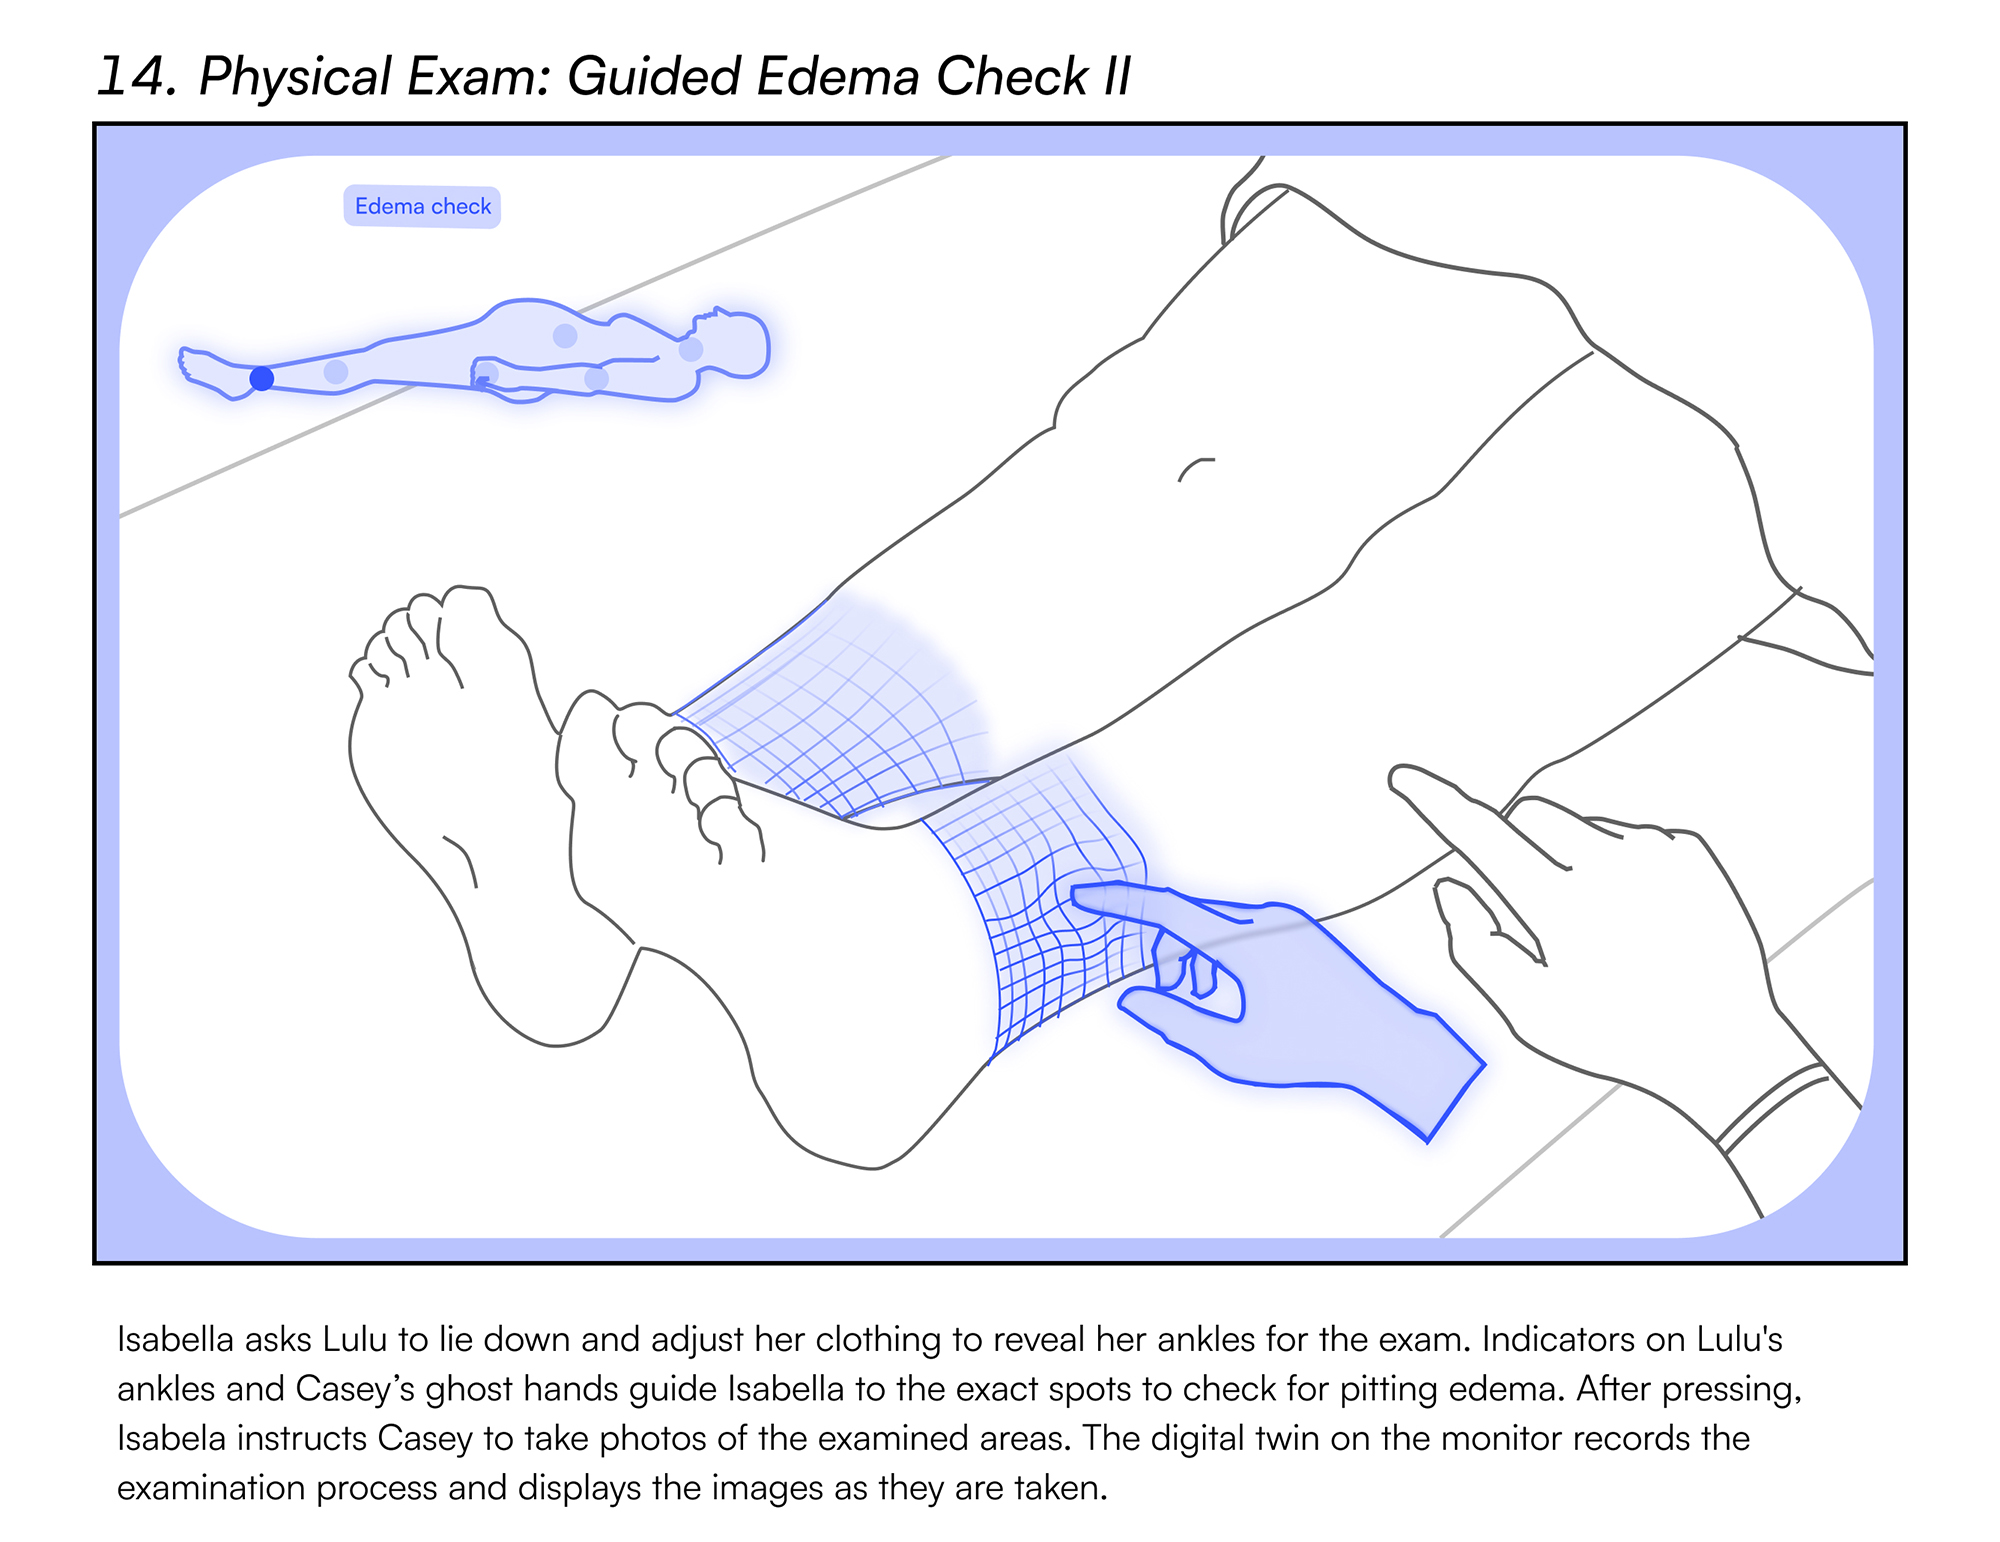 14. Physical Exam: Guided Edema Check II
Edema check
Isabella asks Lulu to lie down and adjust her clothing to reveal her ankles for the exam. Indicators on Lulu's
ankles and Casey’s ghost hands guide Isabella to the exact spots to check for pitting edema. After pressing,
Isabela instructs Casey to take photos of the examined areas. The digital twin on the monitor records the
examination process and displays the images as they are taken.